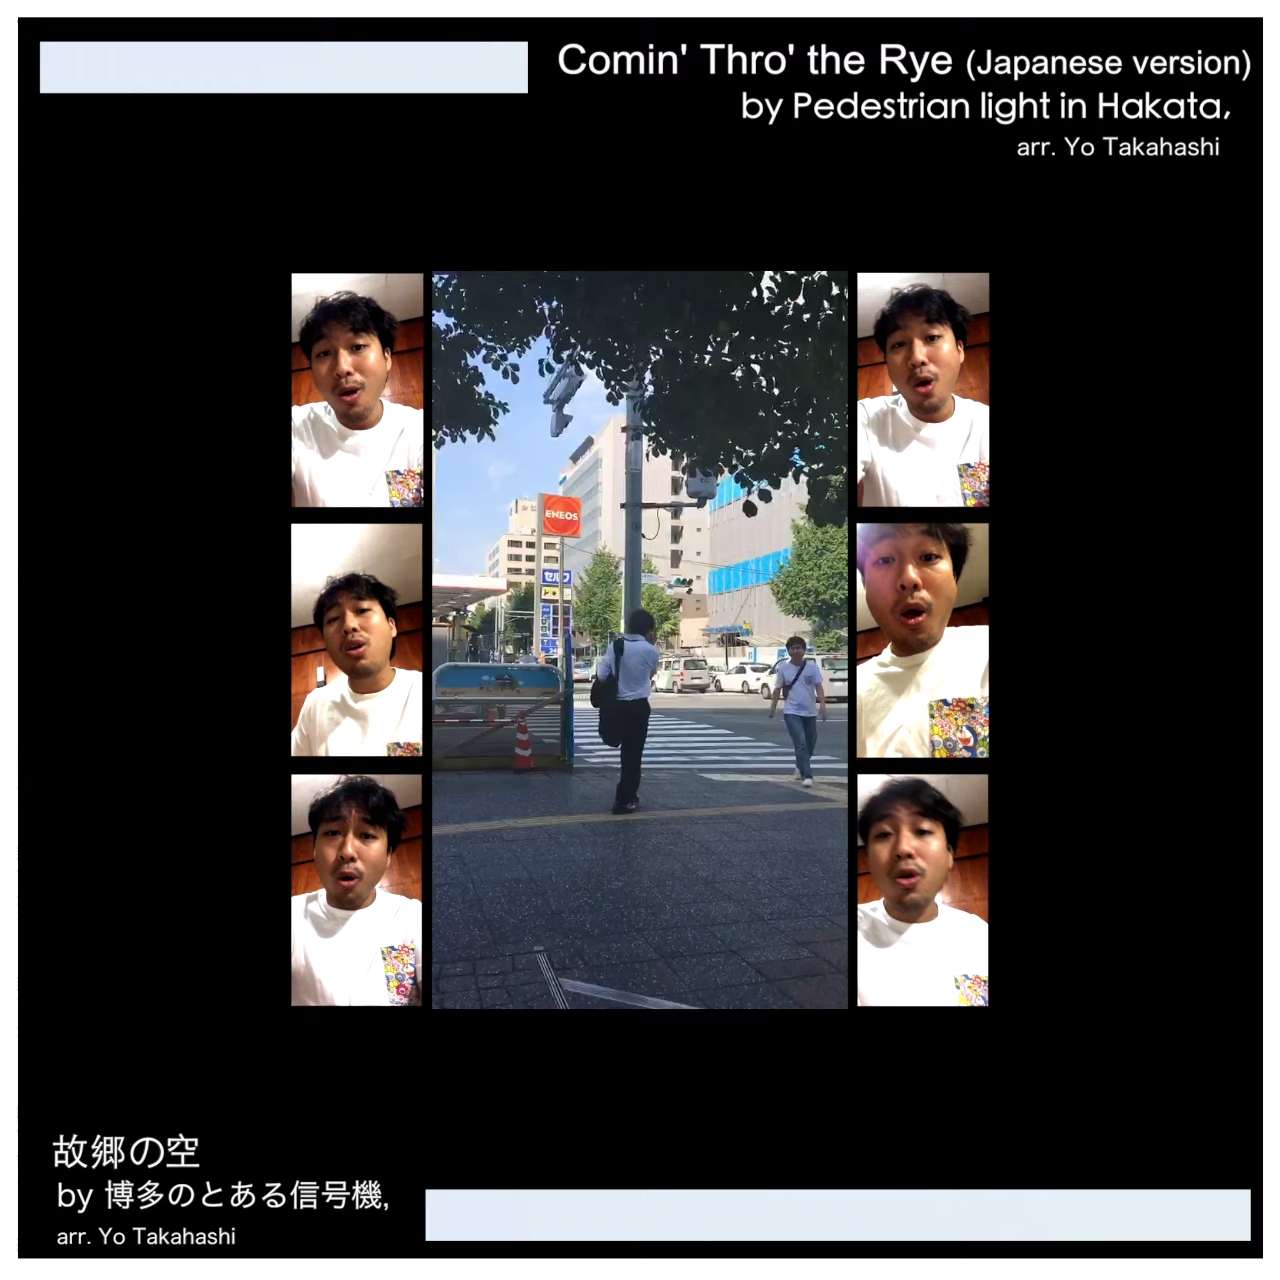 Comin' Thro' the Rye (Japanese version)
by Pedestrian light in Hakata,
arr. Yo Takahashi
ENEOS
セルフ
故郷の空
by 博多のとある信号機,
arr. Yo Takahashi